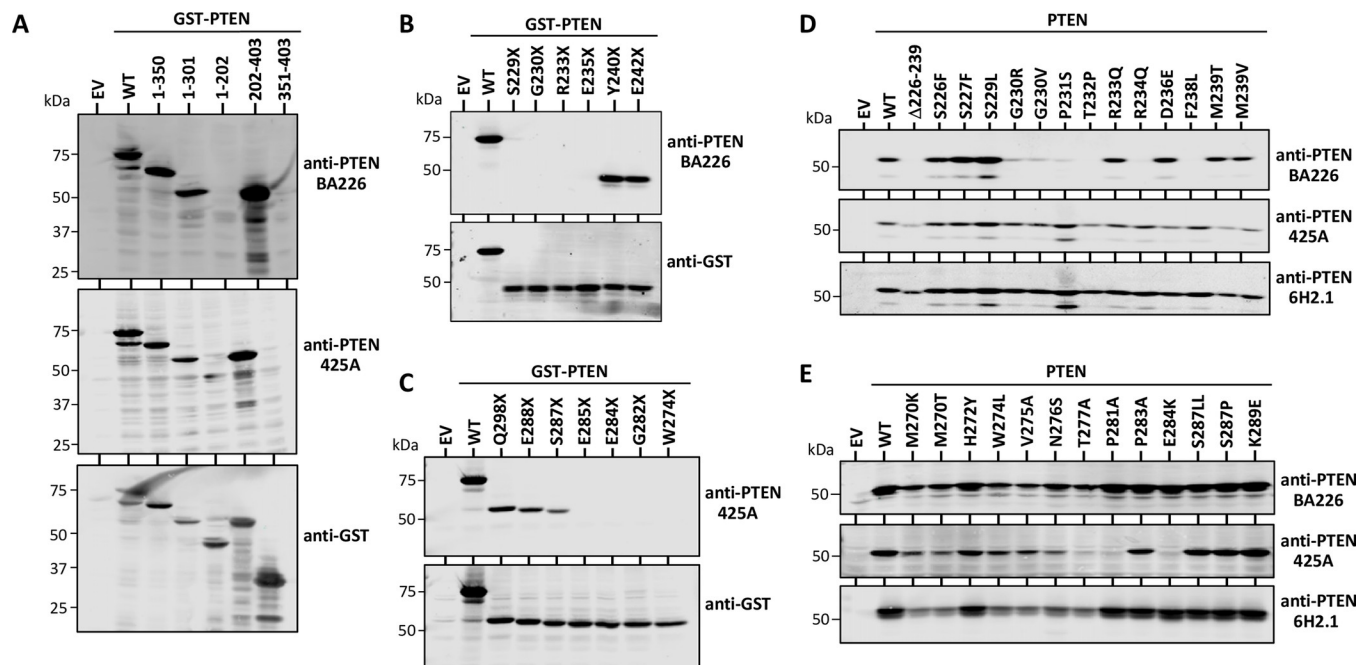 A
GST-PTEN
kDa
EV
WT
1-350
1-301
1-202
202-403
351-403
75
50
37
25
anti-PTEN
BA226
75
50
37
25
anti-PTEN
425A
75
50
37
25
anti-GST
B
GST-PTEN
kDa
EV
WT
S229X
G230X
R233X
E235X
Y240X
E242X
75
50
anti-PTEN
BA226
75
50
anti-GST
C
GST-PTEN
kDa
EV
WT
Q298X
E288X
S287X
E285X
E284X
G282X
W274X
75
50
anti-PTEN
425A
75
50
anti-GST
D
PTEN
kDa
EV
WT
Δ226-239
S226F
S227F
S229L
G230R
G230V
P231S
T232P
R233Q
R234Q
D236E
F238L
M239T
M239V
50
anti-PTEN
BA226
50
anti-PTEN
425A
50
anti-PTEN
6H2.1
E
PTEN
kDa
EV
WT
M270K
M270T
H272Y
W274L
V275A
N276S
T277A
P281A
P283A
E284K
S287LL
S287P
K289E
50
anti-PTEN
BA226
50
anti-PTEN
425A
50
anti-PTEN
6H2.1